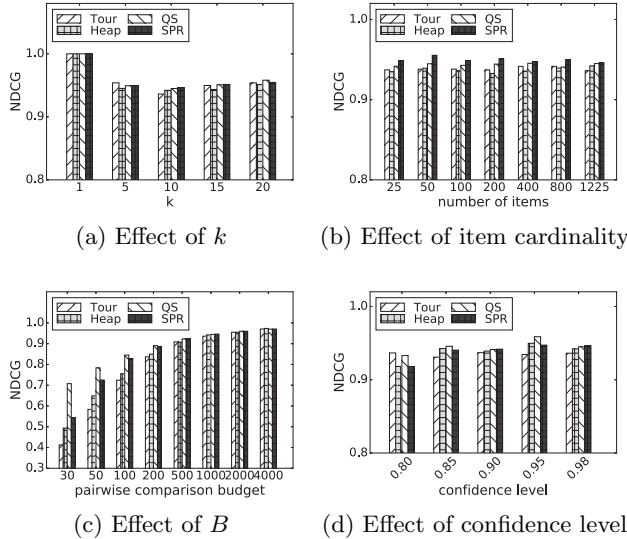 Tour QS
Heap SPR
NDCG
1.0
0.9
0.8
1 5 10 15 20
k
(a) Effect of k
Tour QS
Heap SPR
NDCG
1.0
0.9
0.8
25 50 100 200 400 800 1225
number of items
(b) Effect of item cardinality
Tour QS
Heap SPR
NDCG
1.0
0.9
0.8
0.7
0.6
0.5
0.4
0.3
30 50 100 200 500 1000 2000 4000
pairwise comparison budget
(c) Effect of B
Tour QS
Heap SPR
NDCG
1.0
0.9
0.8
0.80 0.85 0.90 0.95 0.98
confidence level
(d) Effect of confidence level